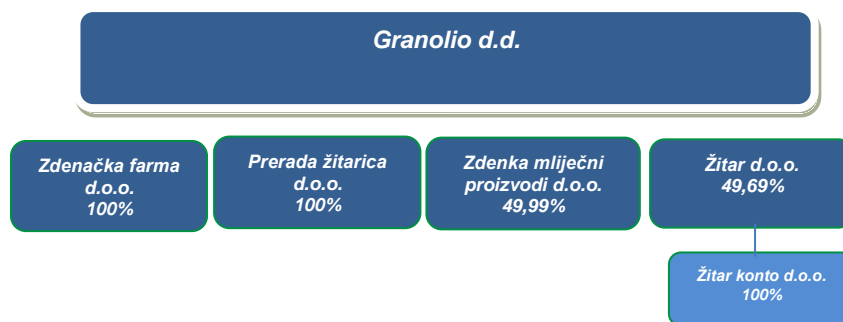 Granolio d.d.
Zdenačka farma
d.o.o.
100%
Prerada žitarica
d.o.o.
100%
Zdenka mliječni
proizvodi d.o.o.
49,99%
Žitar d.o.o.
49,69%
Žitar konto d.o.o.
100%